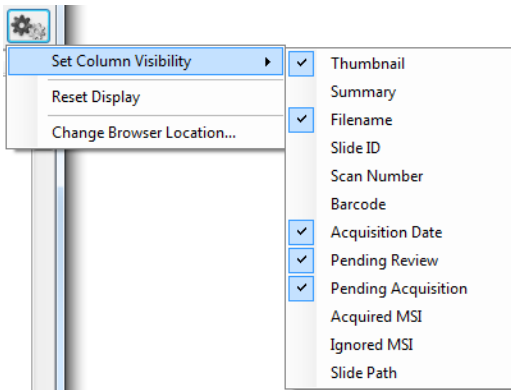 Set Column Visibility
Reset Display
Change Browser Location...
Thumbnail
Summary
Filename
Slide ID
Scan Number
Barcode
Acquisition Date
Pending Review
Pending Acquisition
Acquired MSI
Ignored MSI
Slide Path